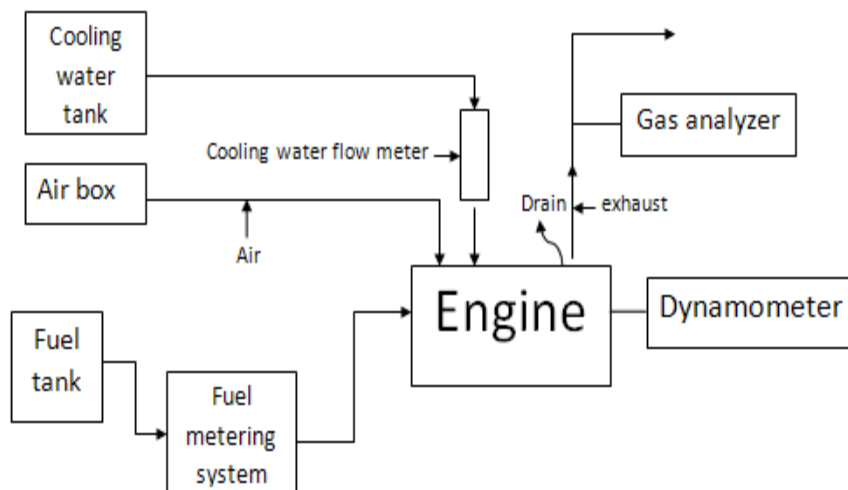 Cooling
water
tank
Gas analyzer
Cooling water flow meter
Air box
Drain
exhaust
Air
Engine
Dynamometer
Fuel
tank
Fuel
metering
system